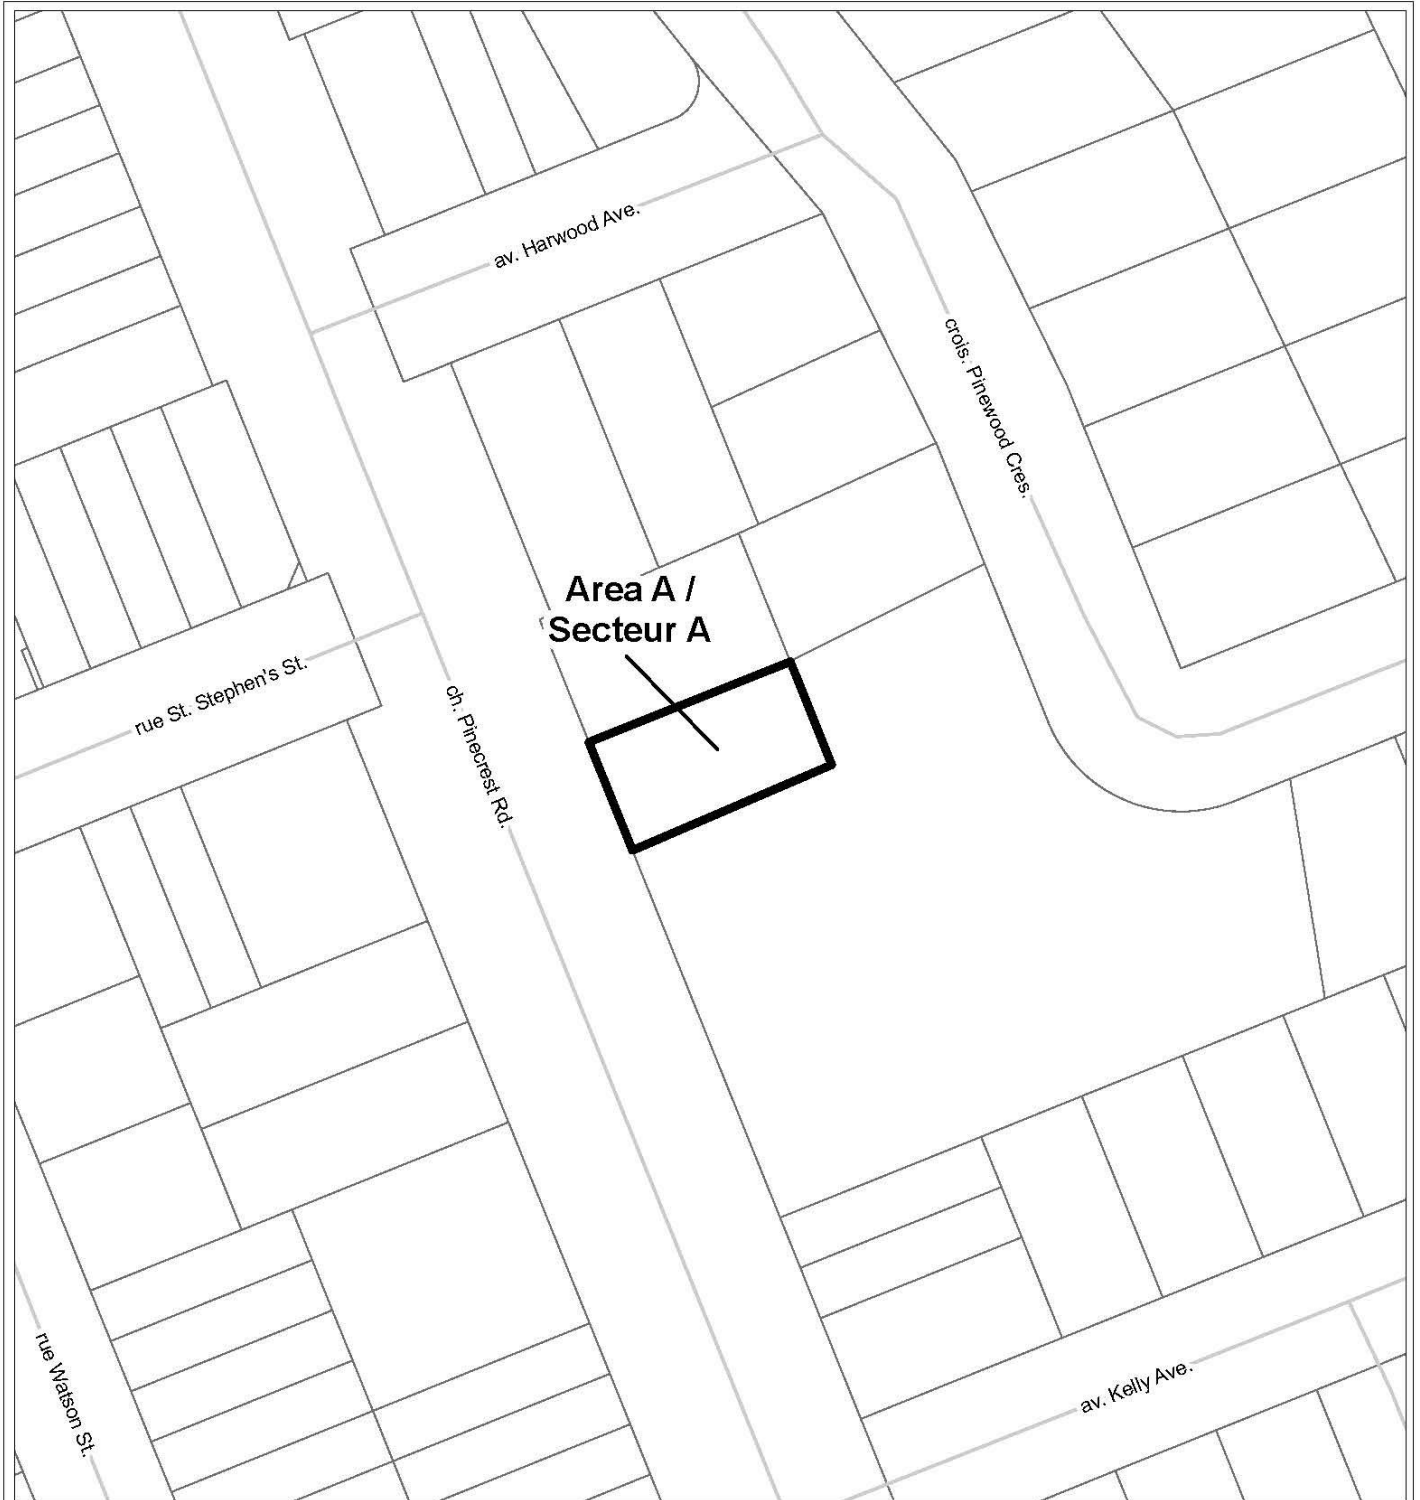 av. Harwood Ave.
crois. Pinewood Cres.
Area A /
Secteur A
rue St. Stephen's St.
ch. Pinecrest Rd.
rue Watson St.
av. Kelly Ave.